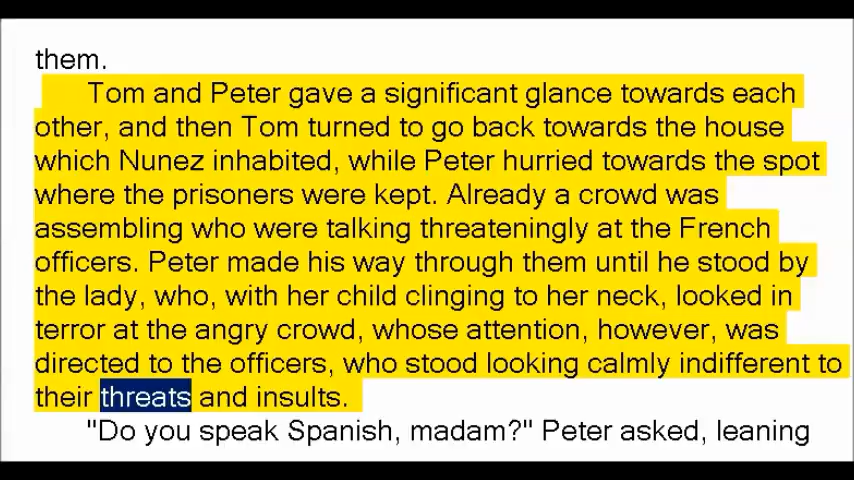 them.
Tom and Peter gave a significant glance towards each
other, and then Tom turned to go back towards the house
which Nunez inhabited, while Peter hurried towards the spot
where the prisoners were kept. Already a crowd was
assembling who were talking threateningly at the French
officers. Peter made his way through them until he stood by
the lady, who, with her child clinging to her neck, looked in
terror at the angry crowd, whose attention, however, was
directed to the officers, who stood looking calmly indifferent to
their threats and insults.
"Do you speak Spanish, madam?" Peter asked, leaning